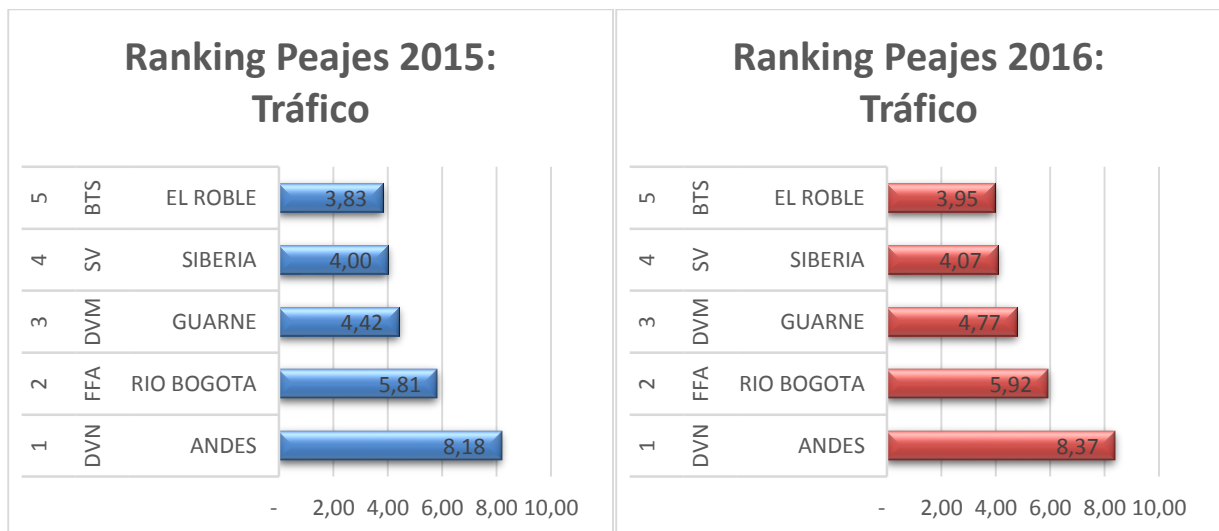 Ranking Peajes 2015:
Tráfico
5 BTS EL ROBLE 3,83
4 SV SIBERIA 4,00
3 DVM GUARNE 4,42
2 FFA RIO BOGOTA 5,81
1 DVN ANDES 8,18
- 2,00 4,00 6,00 8,00 10,00
Ranking Peajes 2016:
Tráfico
5 BTS EL ROBLE 3,95
4 SV SIBERIA 4,07
3 DVM GUARNE 4,77
2 FFA RIO BOGOTA 5,92
1 DVN ANDES 8,37
- 2,00 4,00 6,00 8,00 10,00